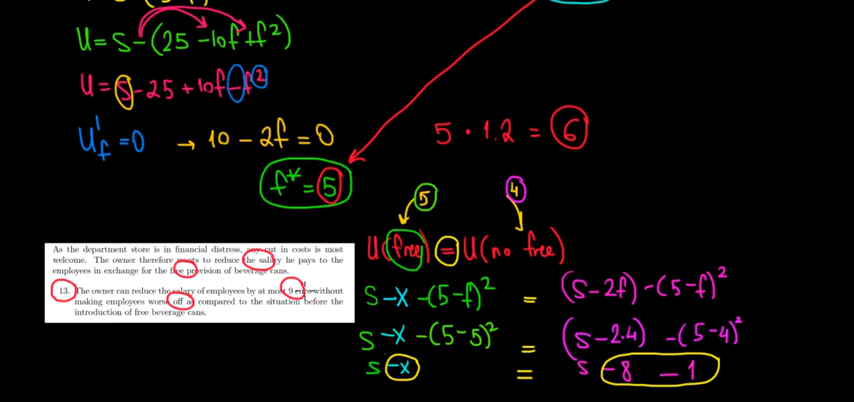 U = S - (25 - 10f + f²)
U = S - 25 + 10f - f²
U'f = 0 → 10 - 2f = 0
5 · 1.2 = 6
f* = 5
5 4
U(free) = U(no free)
As the department store is in financial distress, any cut in costs is most
welcome. The owner therefore wants to reduce the salary he pays to the
employees in exchange for the free provision of beverage cans.
13. The owner can reduce the salary of employees by at most 9 euro without
making employees worse off as compared to the situation before the
introduction of free beverage cans.
S - X - (5-f)² = (S - 2f) - (5-f)²
S - X - (5-5)² = (S - 2·4) - (5-4)²
S - X = S - 8 - 1